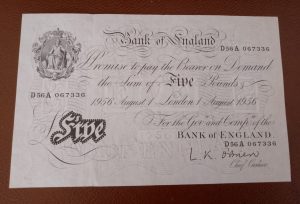 Bank of England
D56A 067336
Promise to pay the Bearer on Demand
the Sum of Five Pounds
1956 August 1 London 1 August 1956
For the Gov.r and Comp.a of the
Five
BANK OF ENGLAND.
D56A 067336
L. K. O'Brien
Chief Cashier